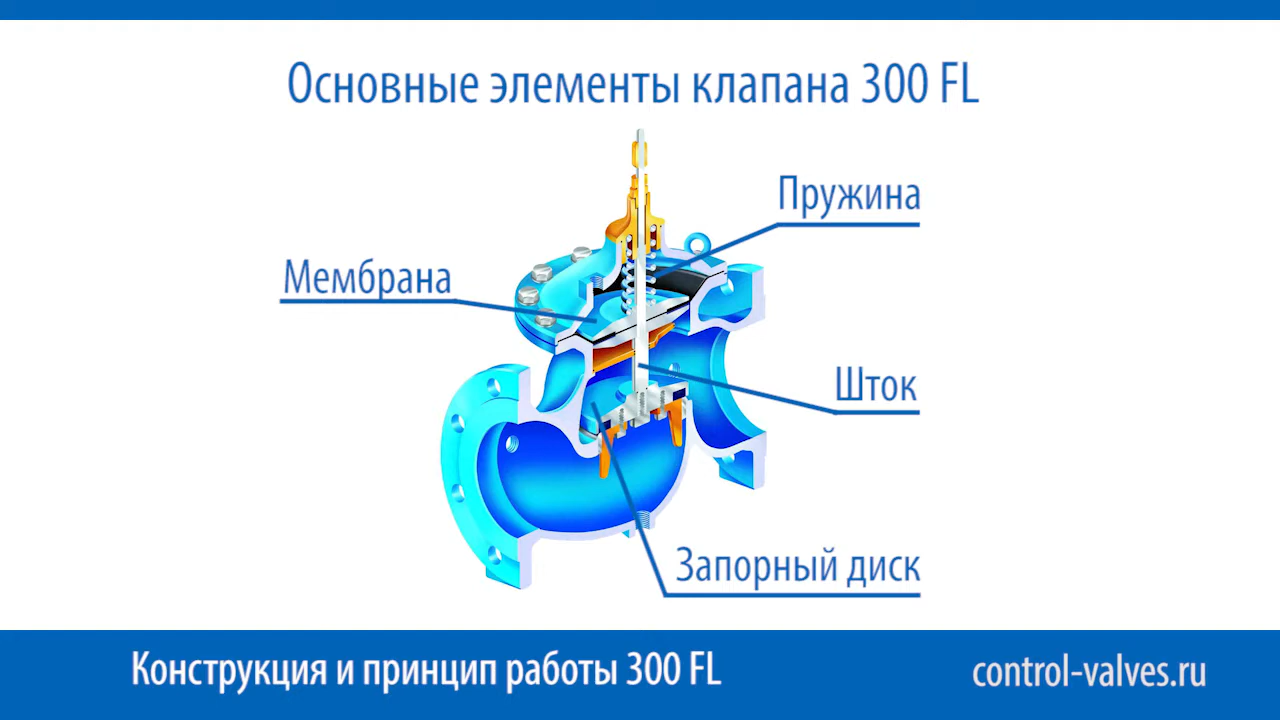 Основные элементы клапана 300 FL
Пружина
Мембрана
Шток
Запорный диск
Конструкция и принцип работы 300 FL
control-valves.ru